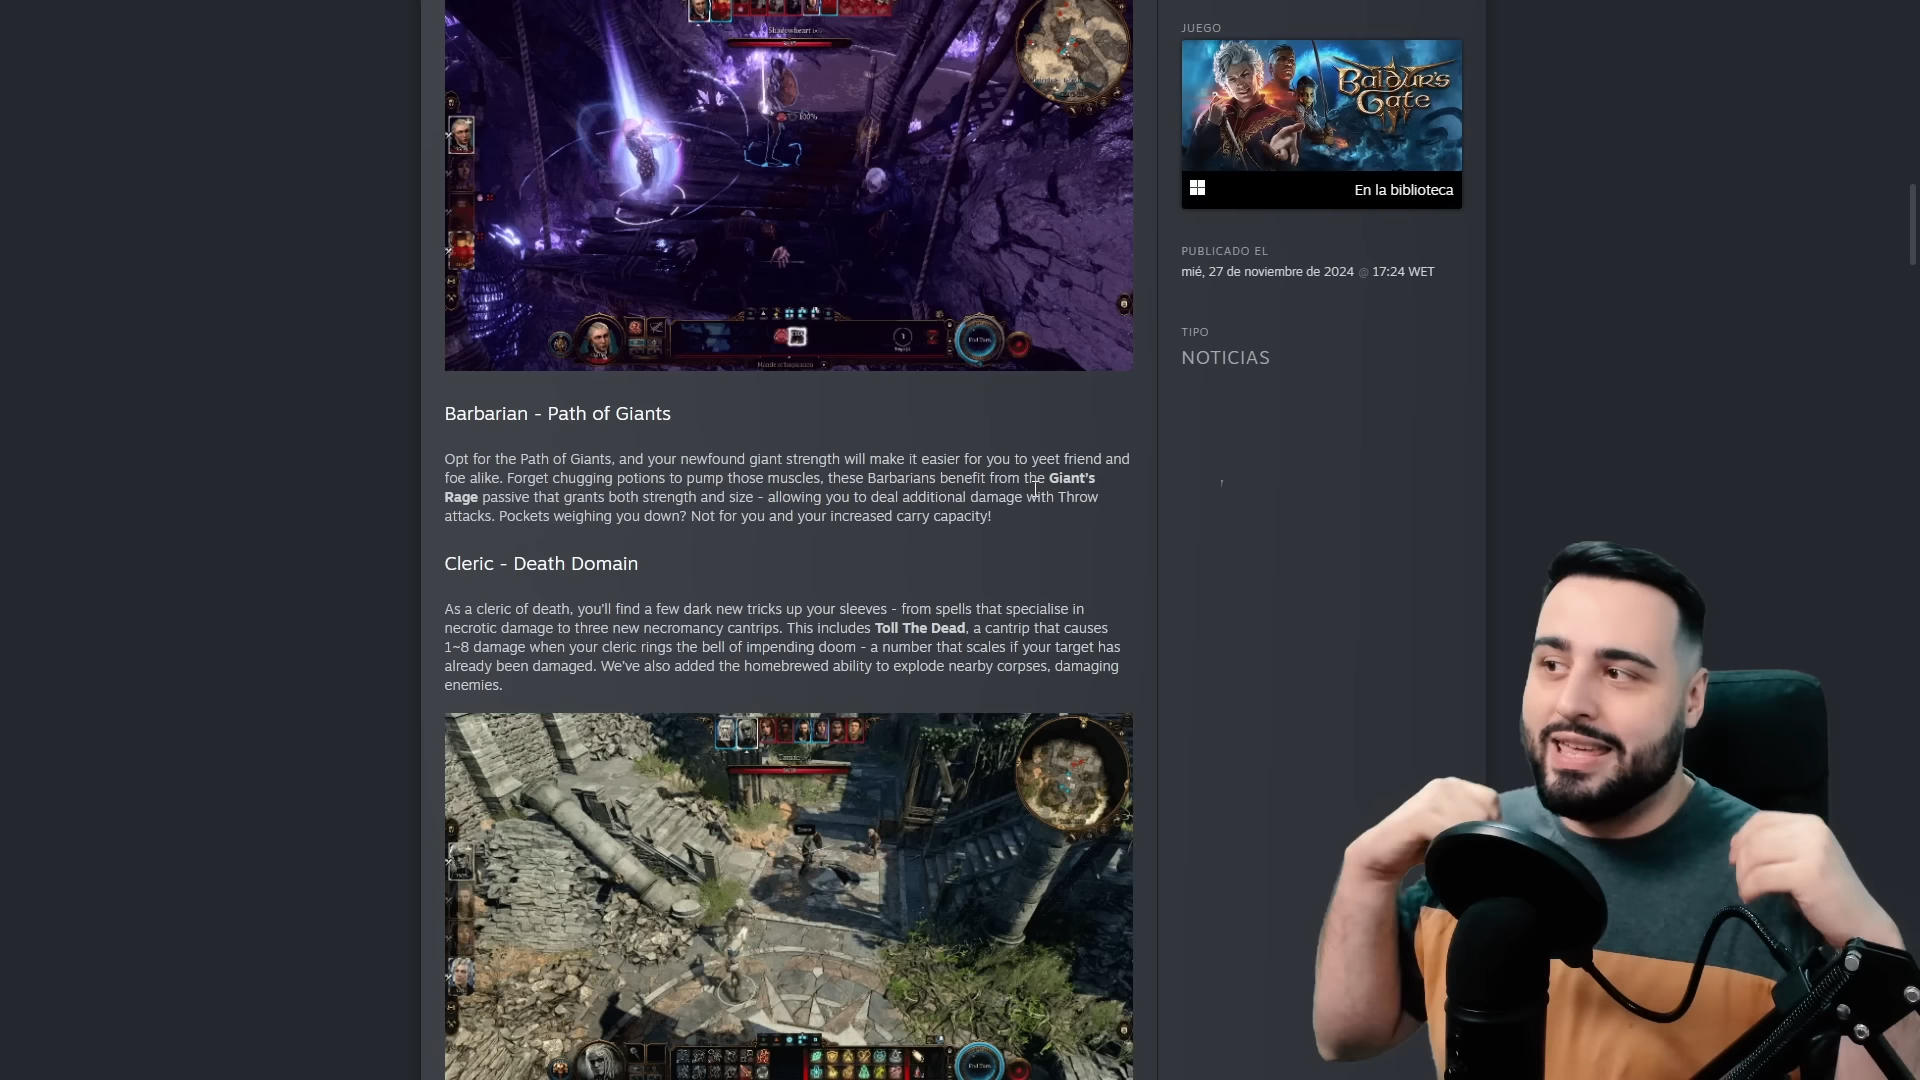 Shadowheart
100%
End Turn
Barbarian - Path of Giants
Opt for the Path of Giants, and your newfound giant strength will make it easier for you to yeet friend and
foe alike. Forget chugging potions to pump those muscles, these Barbarians benefit from the Giant's
Rage passive that grants both strength and size - allowing you to deal additional damage with Throw
attacks. Pockets weighing you down? Not for you and your increased carry capacity!
Cleric - Death Domain
As a cleric of death, you'll find a few dark new tricks up your sleeves - from spells that specialise in
necrotic damage to three new necromancy cantrips. This includes Toll The Dead, a cantrip that causes
1~8 damage when your cleric rings the bell of impending doom - a number that scales if your target has
already been damaged. We've also added the homebrewed ability to explode nearby corpses, damaging
enemies.
End Turn
JUEGO
BALDUR'S
GATE
En la biblioteca
PUBLICADO EL
mié, 27 de noviembre de 2024 @ 17:24 WET
TIPO
NOTICIAS